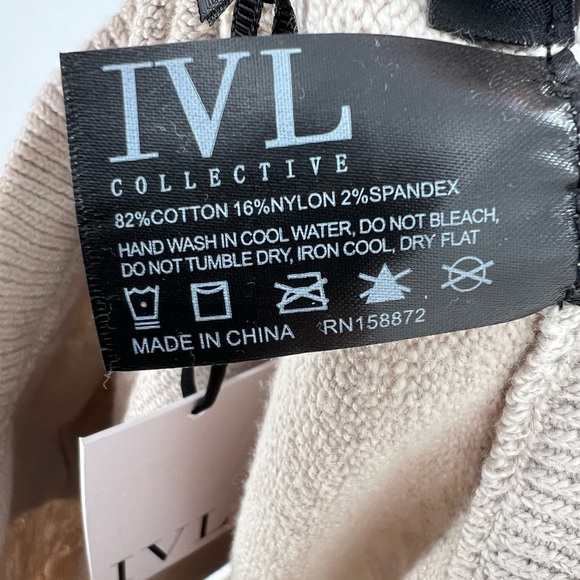 IVL
COLLECTIVE
82%COTTON 16%NYLON 2%SPANDEX
HAND WASH IN COOL WATER, DO NOT BLEACH,
DO NOT TUMBLE DRY, IRON COOL, DRY FLAT
MADE IN CHINA RN158872
IVL